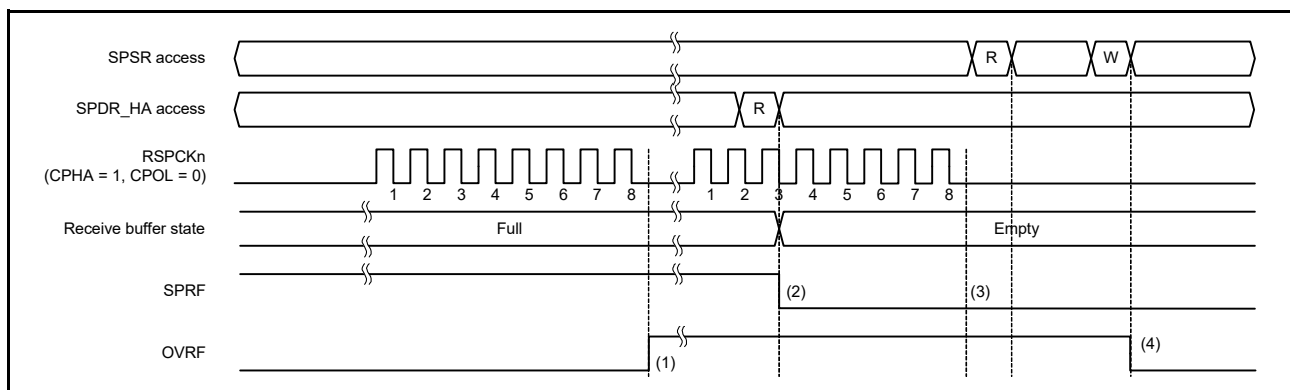 SPSR access
R
W
SPDR_HA access
R
RSPCKn
(CPHA = 1, CPOL = 0)
1 2 3 4 5 6 7 8 1 2 3 4 5 6 7 8
Receive buffer state
Full
Empty
SPRF
(2)
(3)
OVRF
(1)
(4)